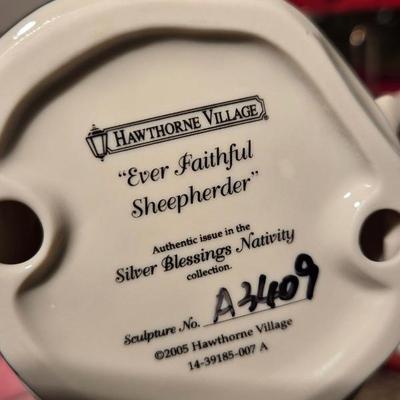 HAWTHORNE VILLAGE®
"Ever Faithful
Sheepherder"
Authentic issue in the
Silver Blessings Nativity
collection.
Sculpture No. A3409
©2005 Hawthorne Village
14-39185-007 A